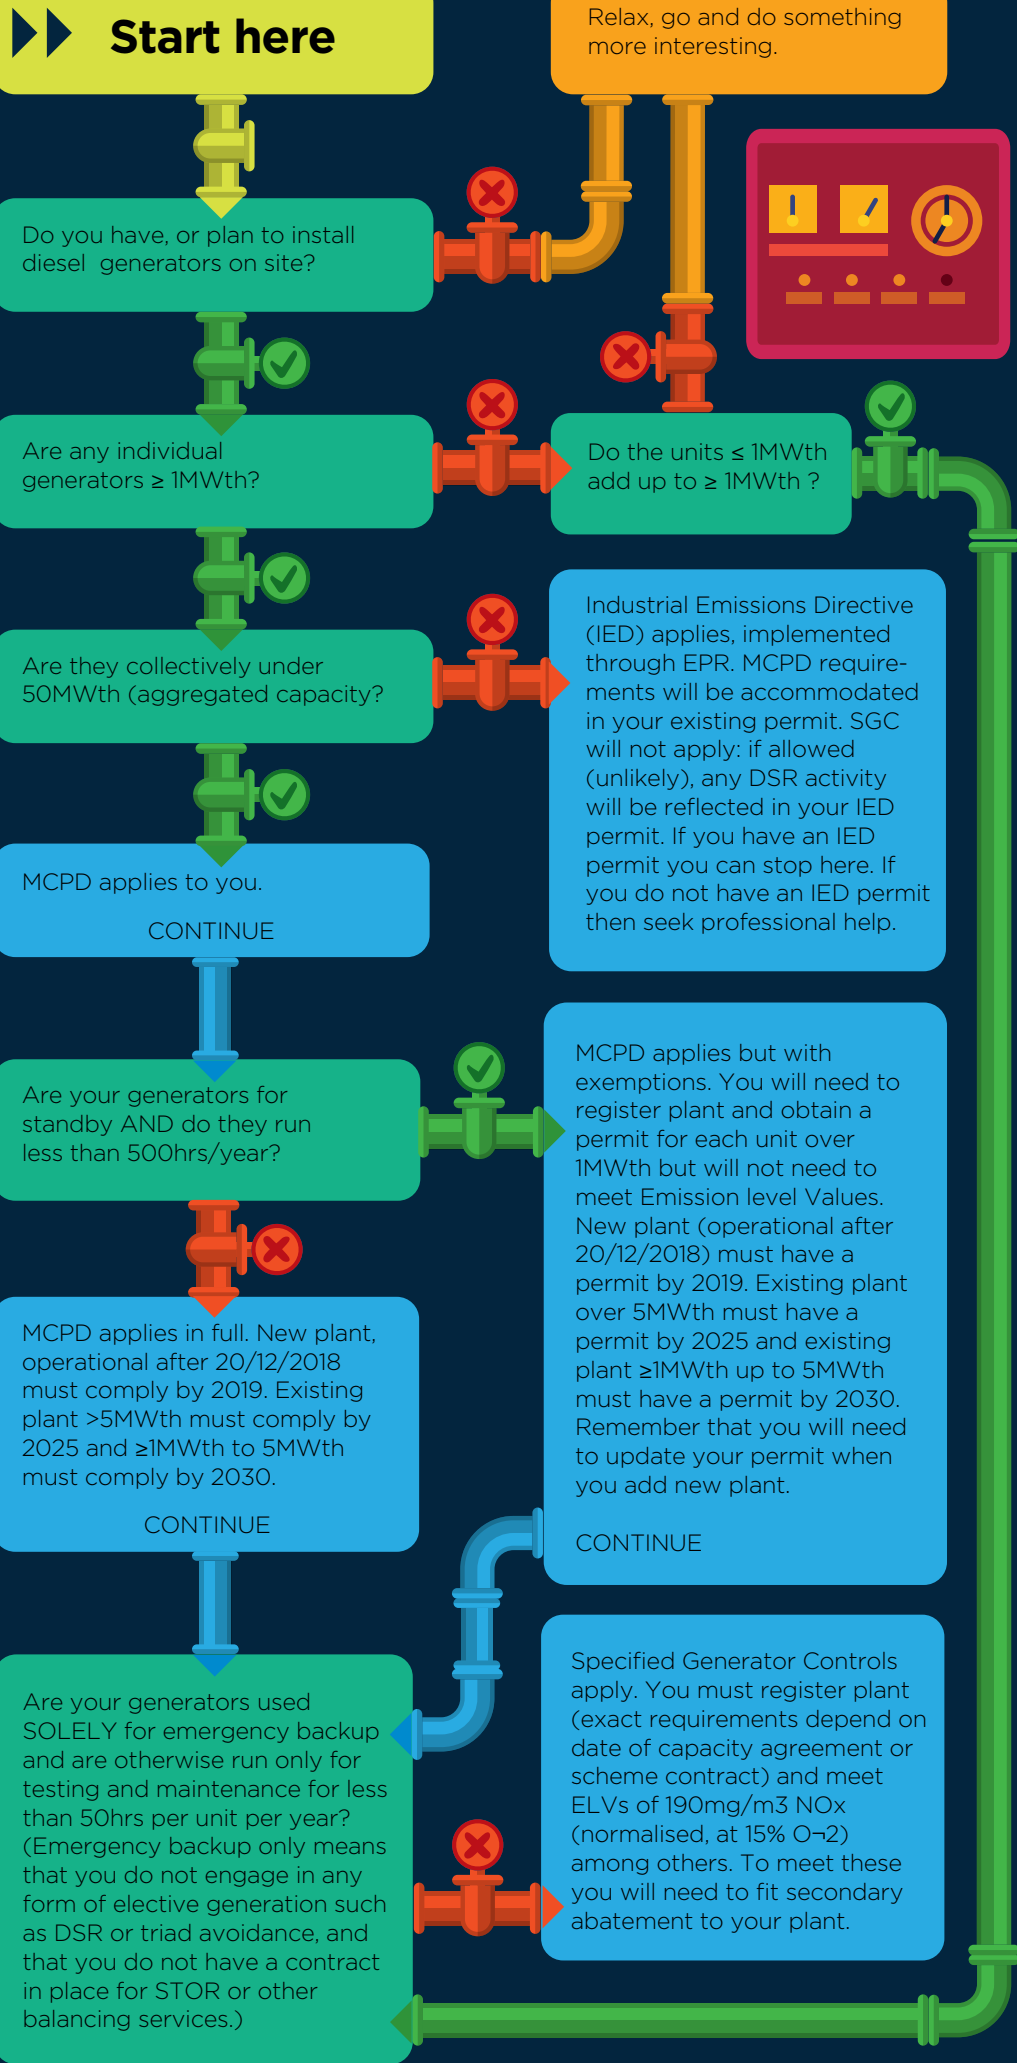 Start here
Relax, go and do something
more interesting.
Do you have, or plan to install
diesel  generators on site?
Are any individual
generators ≥ 1MWth?
Do the units ≤ 1MWth
add up to ≥ 1MWth ?
Are they collectively under
50MWth (aggregated capacity?
Industrial Emissions Directive
(IED) applies, implemented
through EPR. MCPD require-
ments will be accommodated
in your existing permit. SGC
will not apply: if allowed
(unlikely), any DSR activity
will be reflected in your IED
permit. If you have an IED
permit you can stop here. If
you do not have an IED permit
then seek professional help.
MCPD applies to you.
CONTINUE
Are your generators for
standby AND do they run
less than 500hrs/year?
MCPD applies but with
exemptions. You will need to
register plant and obtain a
permit for each unit over
1MWth but will not need to
meet Emission level Values.
New plant (operational after
20/12/2018) must have a
permit by 2019. Existing plant
over 5MWth must have a
permit by 2025 and existing
plant ≥1MWth up to 5MWth
must have a permit by 2030.
Remember that you will need
to update your permit when
you add new plant.
CONTINUE
MCPD applies in full. New plant,
operational after 20/12/2018
must comply by 2019. Existing
plant >5MWth must comply by
2025 and ≥1MWth to 5MWth
must comply by 2030.
CONTINUE
Are your generators used
SOLELY for emergency backup
and are otherwise run only for
testing and maintenance for less
than 50hrs per unit per year?
(Emergency backup only means
that you do not engage in any
form of elective generation such
as DSR or triad avoidance, and
that you do not have a contract
in place for STOR or other
balancing services.)
Specified Generator Controls
apply. You must register plant
(exact requirements depend on
date of capacity agreement or
scheme contract) and meet
ELVs of 190mg/m3 NOx
(normalised, at 15% O¬2)
among others. To meet these
you will need to fit secondary
abatement to your plant.